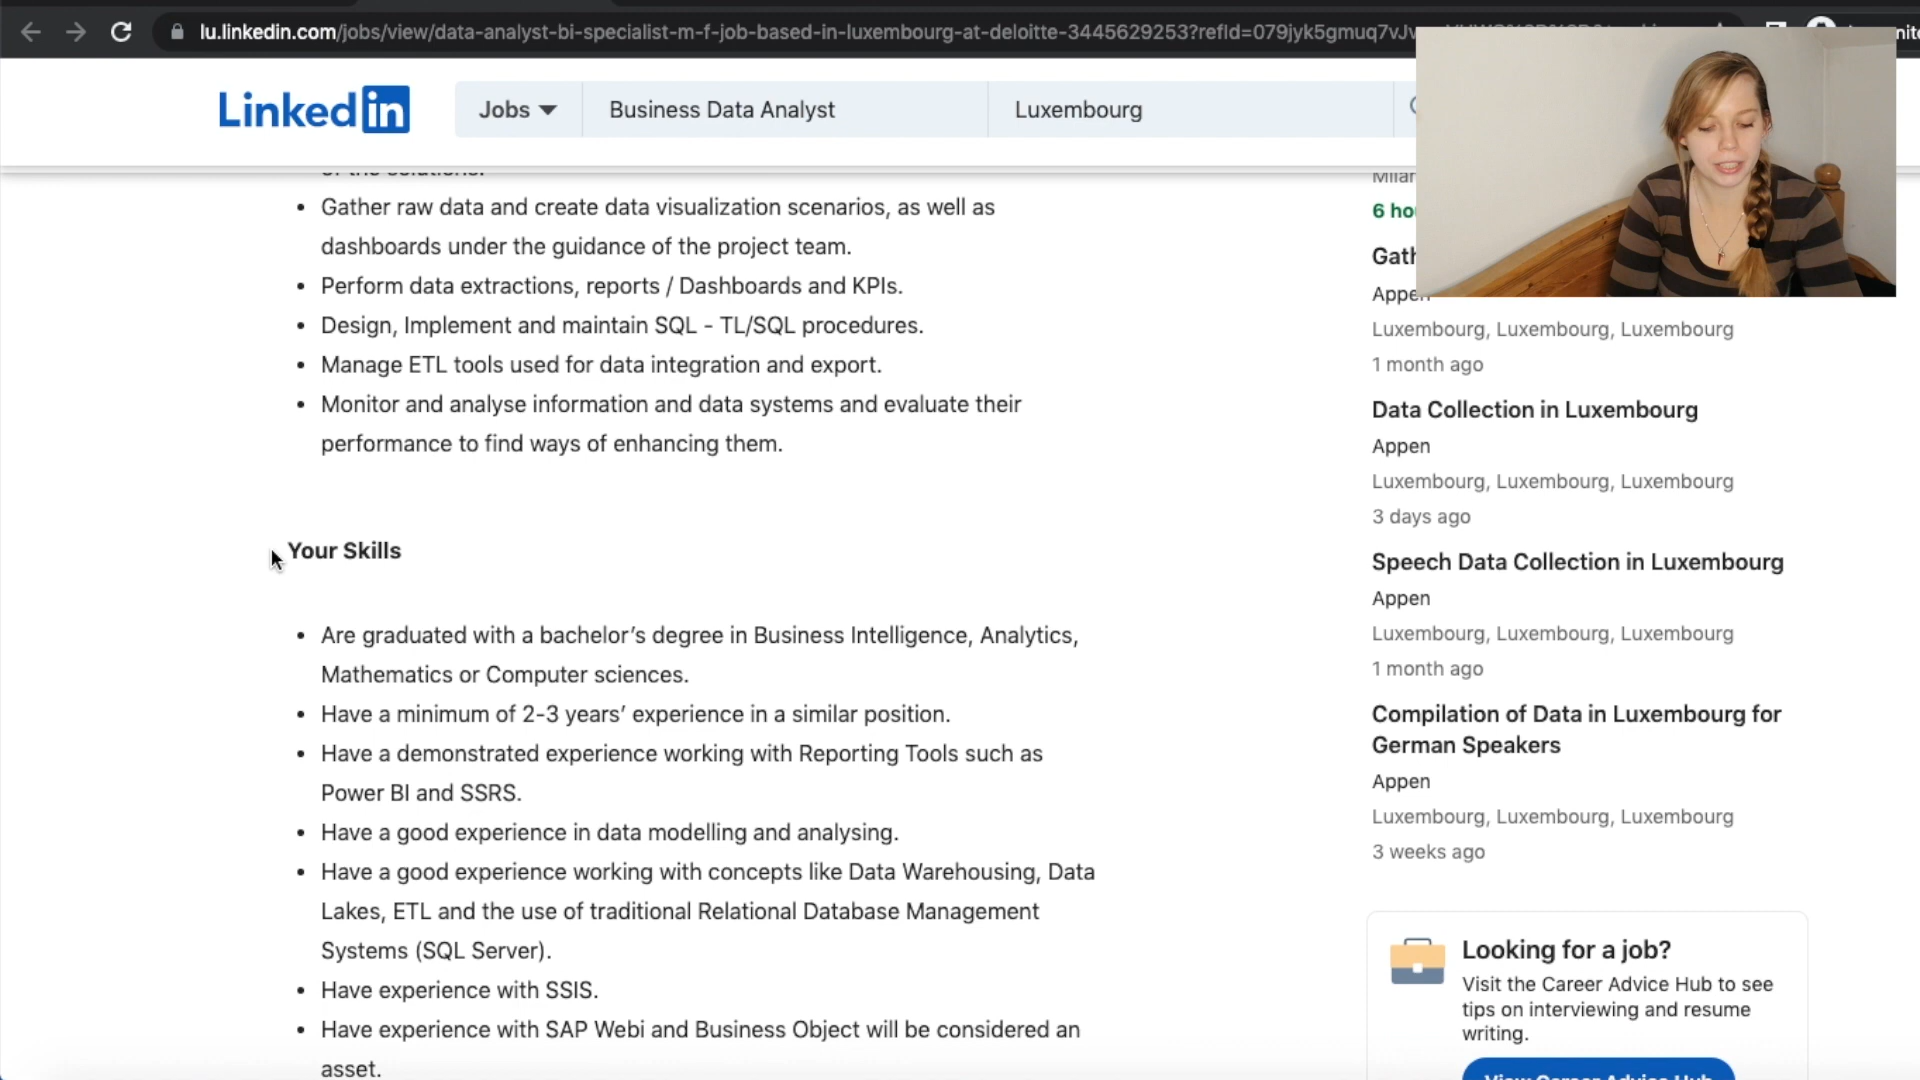 lu.linkedin.com/jobs/view/data-analyst-bi-specialist-m-f-job-based-in-luxembourg-at-deloitte-3445629253?refId=079jyk5gmuq7vJv
Linkedin
Jobs
Business Data Analyst
Luxembourg
of the solutions.
Gather raw data and create data visualization scenarios, as well as
dashboards under the guidance of the project team.
Perform data extractions, reports / Dashboards and KPIs.
Design, Implement and maintain SQL - TL/SQL procedures.
Manage ETL tools used for data integration and export.
Monitor and analyse information and data systems and evaluate their
performance to find ways of enhancing them.
Your Skills
Are graduated with a bachelor’s degree in Business Intelligence, Analytics,
Mathematics or Computer sciences.
Have a minimum of 2-3 years’ experience in a similar position.
Have a demonstrated experience working with Reporting Tools such as
Power BI and SSRS.
Have a good experience in data modelling and analysing.
Have a good experience working with concepts like Data Warehousing, Data
Lakes, ETL and the use of traditional Relational Database Management
Systems (SQL Server).
Have experience with SSIS.
Have experience with SAP Webi and Business Object will be considered an
asset.
6 ho
Gath
Appen
Luxembourg, Luxembourg, Luxembourg
1 month ago
Data Collection in Luxembourg
Appen
Luxembourg, Luxembourg, Luxembourg
3 days ago
Speech Data Collection in Luxembourg
Appen
Luxembourg, Luxembourg, Luxembourg
1 month ago
Compilation of Data in Luxembourg for
German Speakers
Appen
Luxembourg, Luxembourg, Luxembourg
3 weeks ago
Looking for a job?
Visit the Career Advice Hub to see
tips on interviewing and resume
writing.
View Career Advice Hub